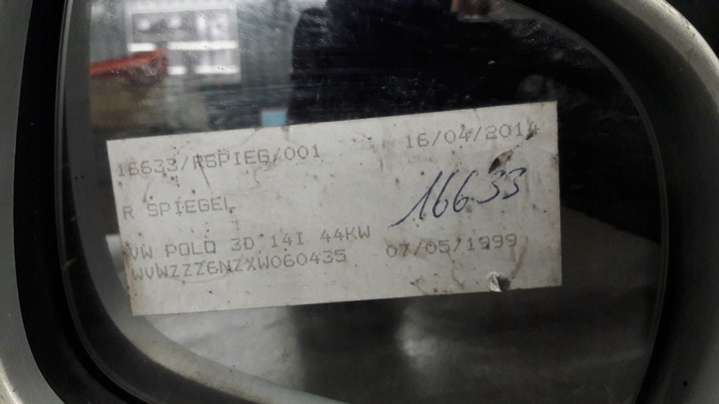 16633/RSPIEG/001 16/04/2014
R SPIEGEL 16633
VW POLO 3D 14I 44KW 07/05/1999
WVWZZZ6NZXW060435